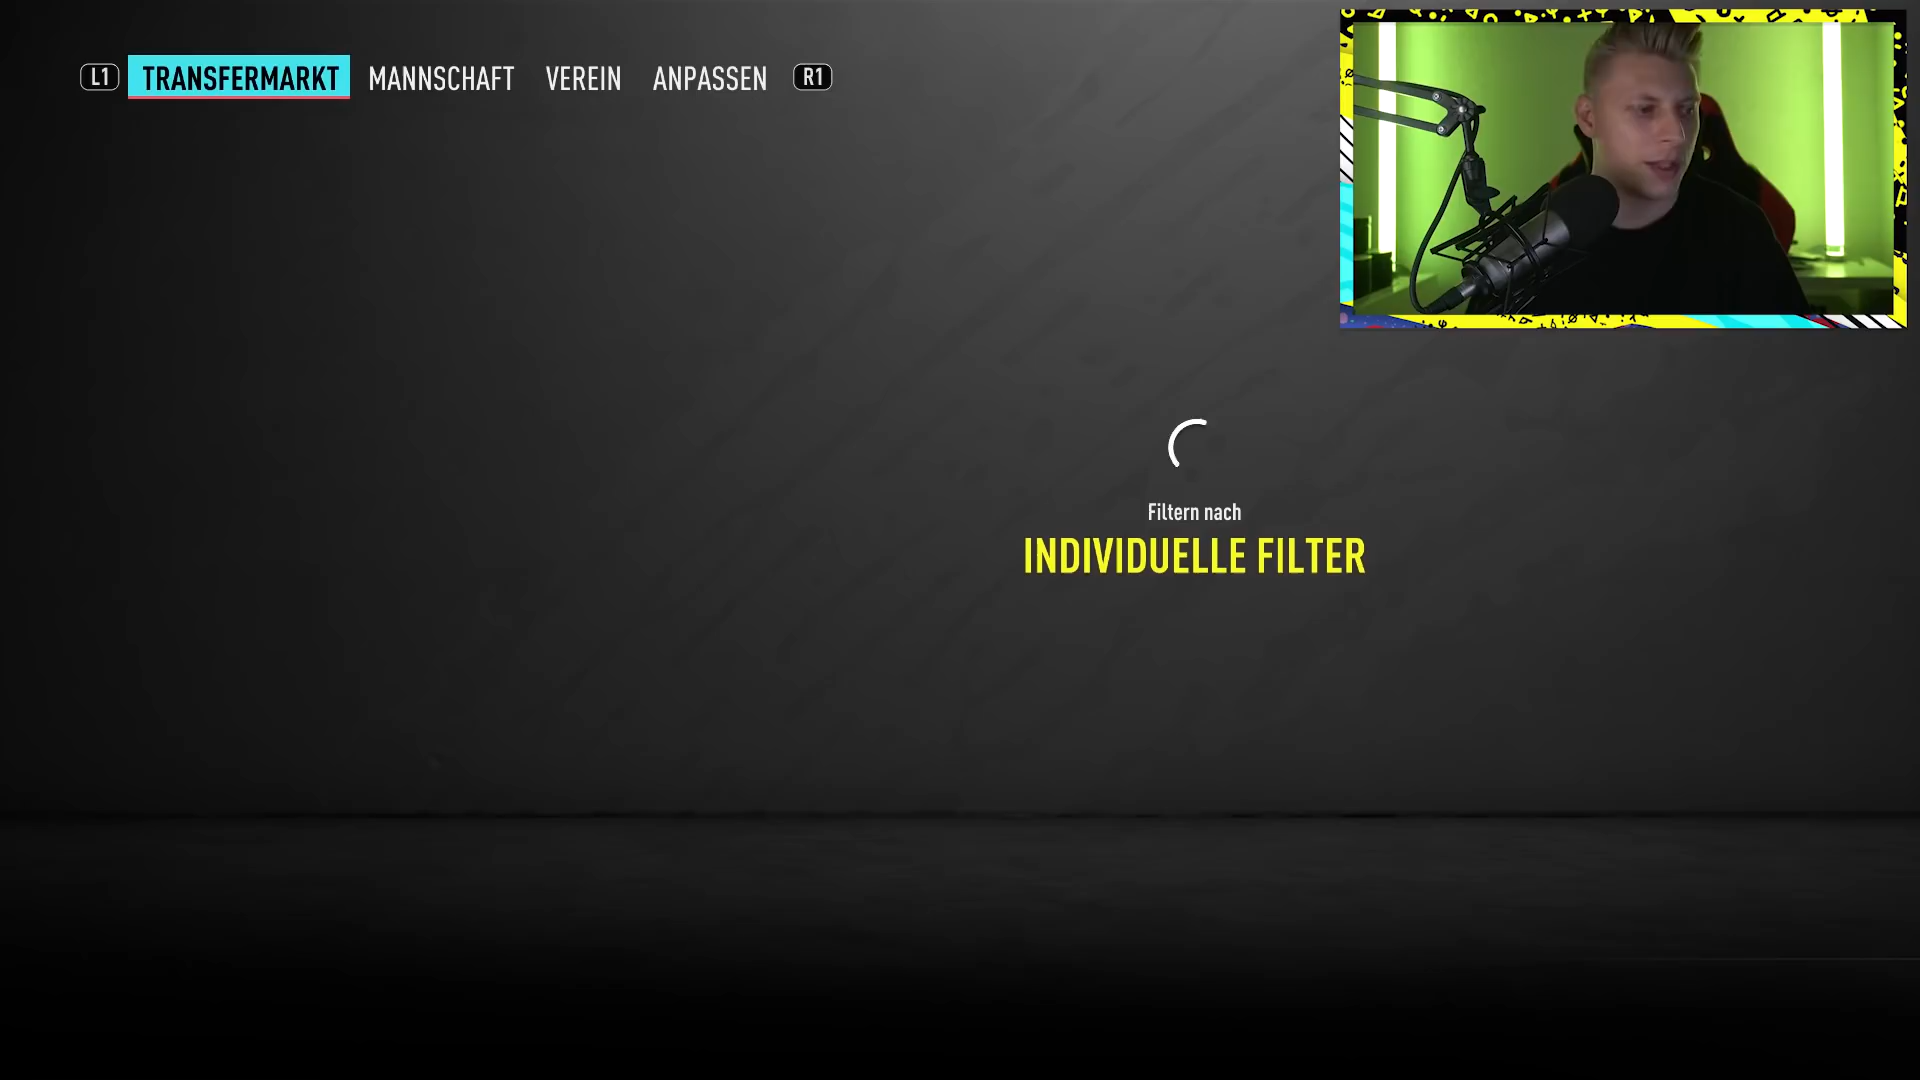 L1 TRANSFERMARKT MANNSCHAFT VEREIN ANPASSEN R1
Filtern nach
INDIVIDUELLE FILTER